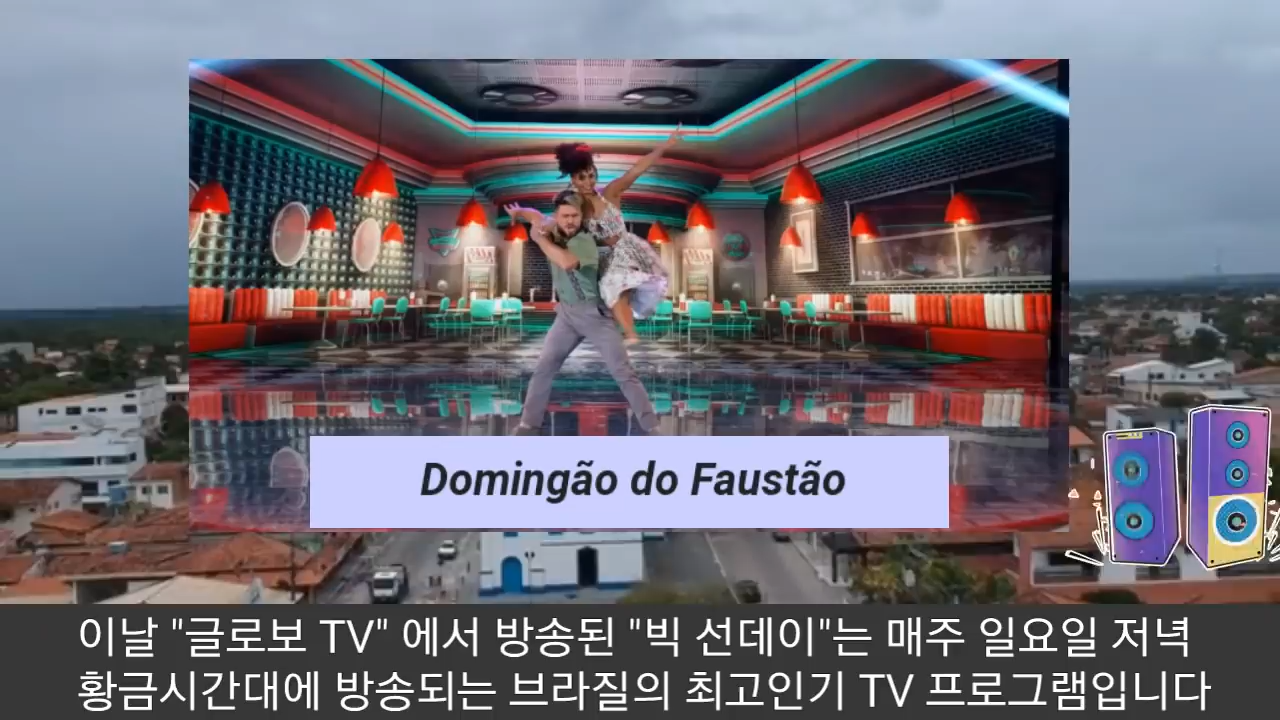 Domingão do Faustão
이날 "글로보 TV" 에서 방송된 "빅 선데이"는 매주 일요일 저녁
황금시간대에 방송되는 브라질의 최고인기 TV 프로그램입니다